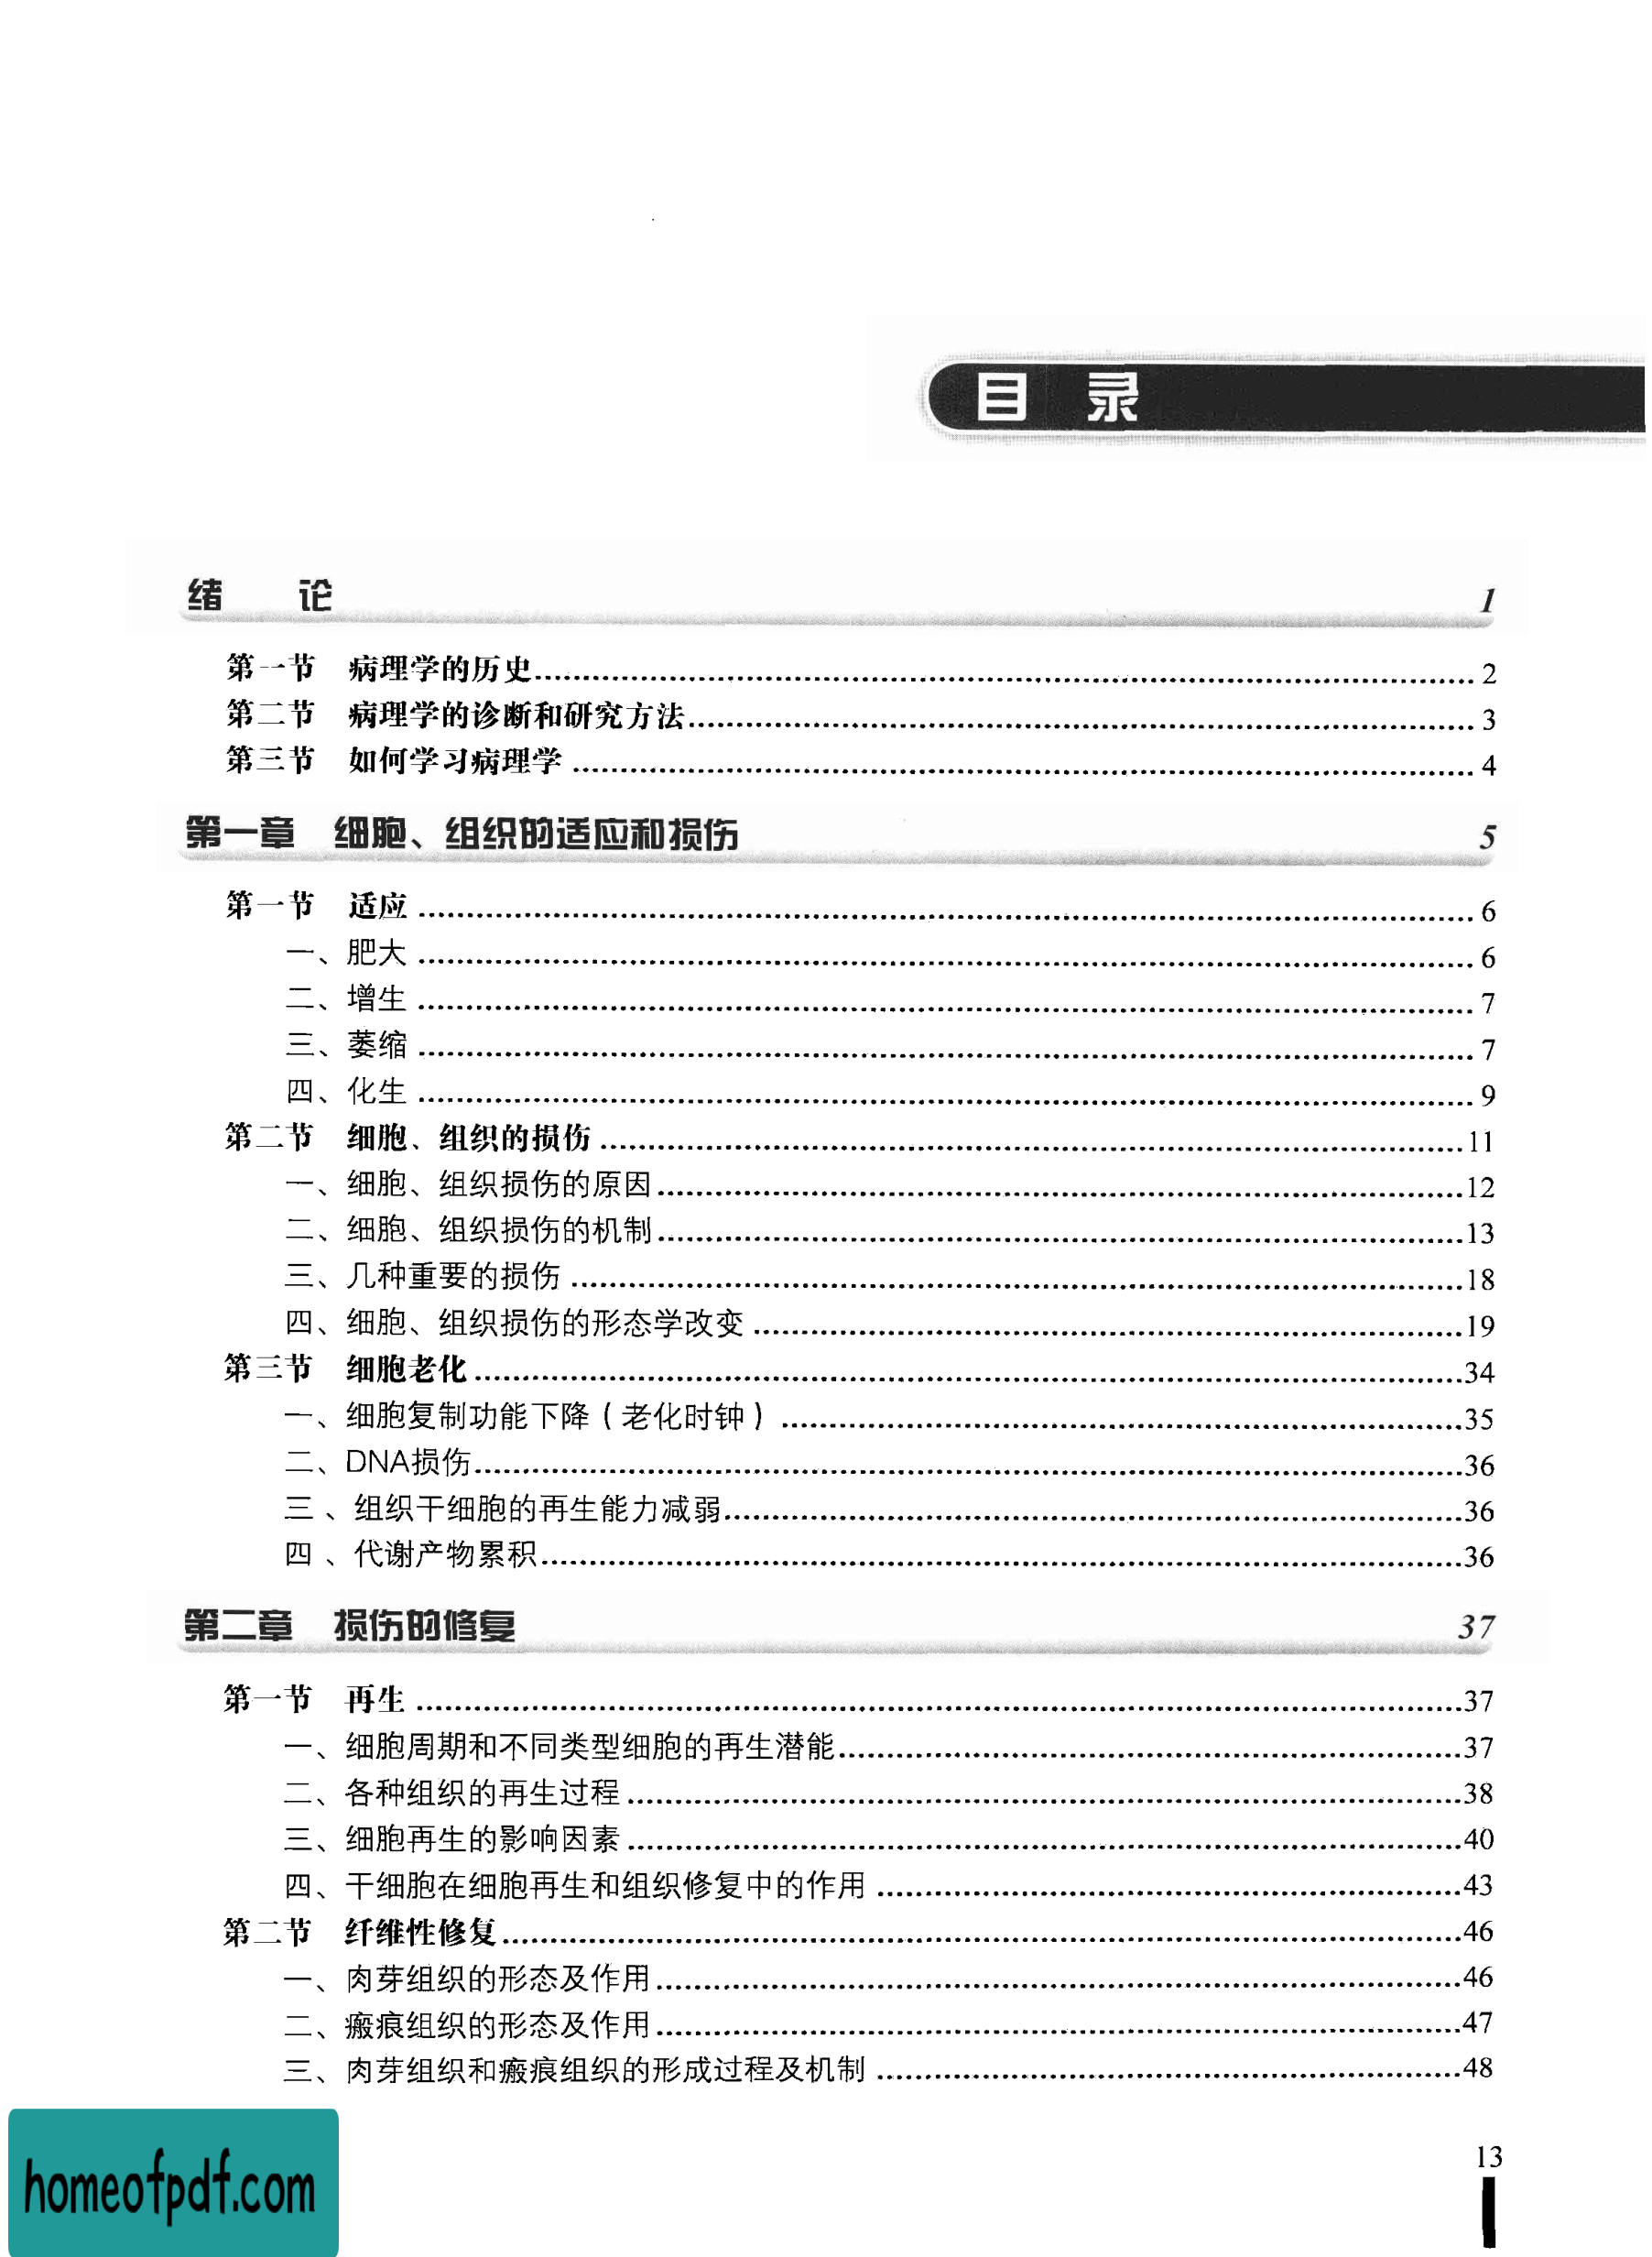 目 录
绪 论 1
第一节 病理学的历史 2
第二节 病理学的诊断和研究方法 3
第三节 如何学习病理学 4
第一章 细胞、组织的适应和损伤 5
第一节 适应 6
一、肥大 6
二、增生 7
三、萎缩 7
四、化生 9
第二节 细胞、组织的损伤 11
一、细胞、组织损伤的原因 12
二、细胞、组织损伤的机制 13
三、几种重要的损伤 18
四、细胞、组织损伤的形态学改变 19
第三节 细胞老化 34
一、细胞复制功能下降（老化时钟） 35
二、DNA损伤 36
三、组织干细胞的再生能力减弱 36
四、代谢产物累积 36
第二章 损伤的修复 37
第一节 再生 37
一、细胞周期和不同类型细胞的再生潜能 37
二、各种组织的再生过程 38
三、细胞再生的影响因素 40
四、干细胞在细胞再生和组织修复中的作用 43
第二节 纤维性修复 46
一、肉芽组织的形态及作用 46
二、瘢痕组织的形态及作用 47
三、肉芽组织和瘢痕组织的形成过程及机制 48
13
homeofpdf.com